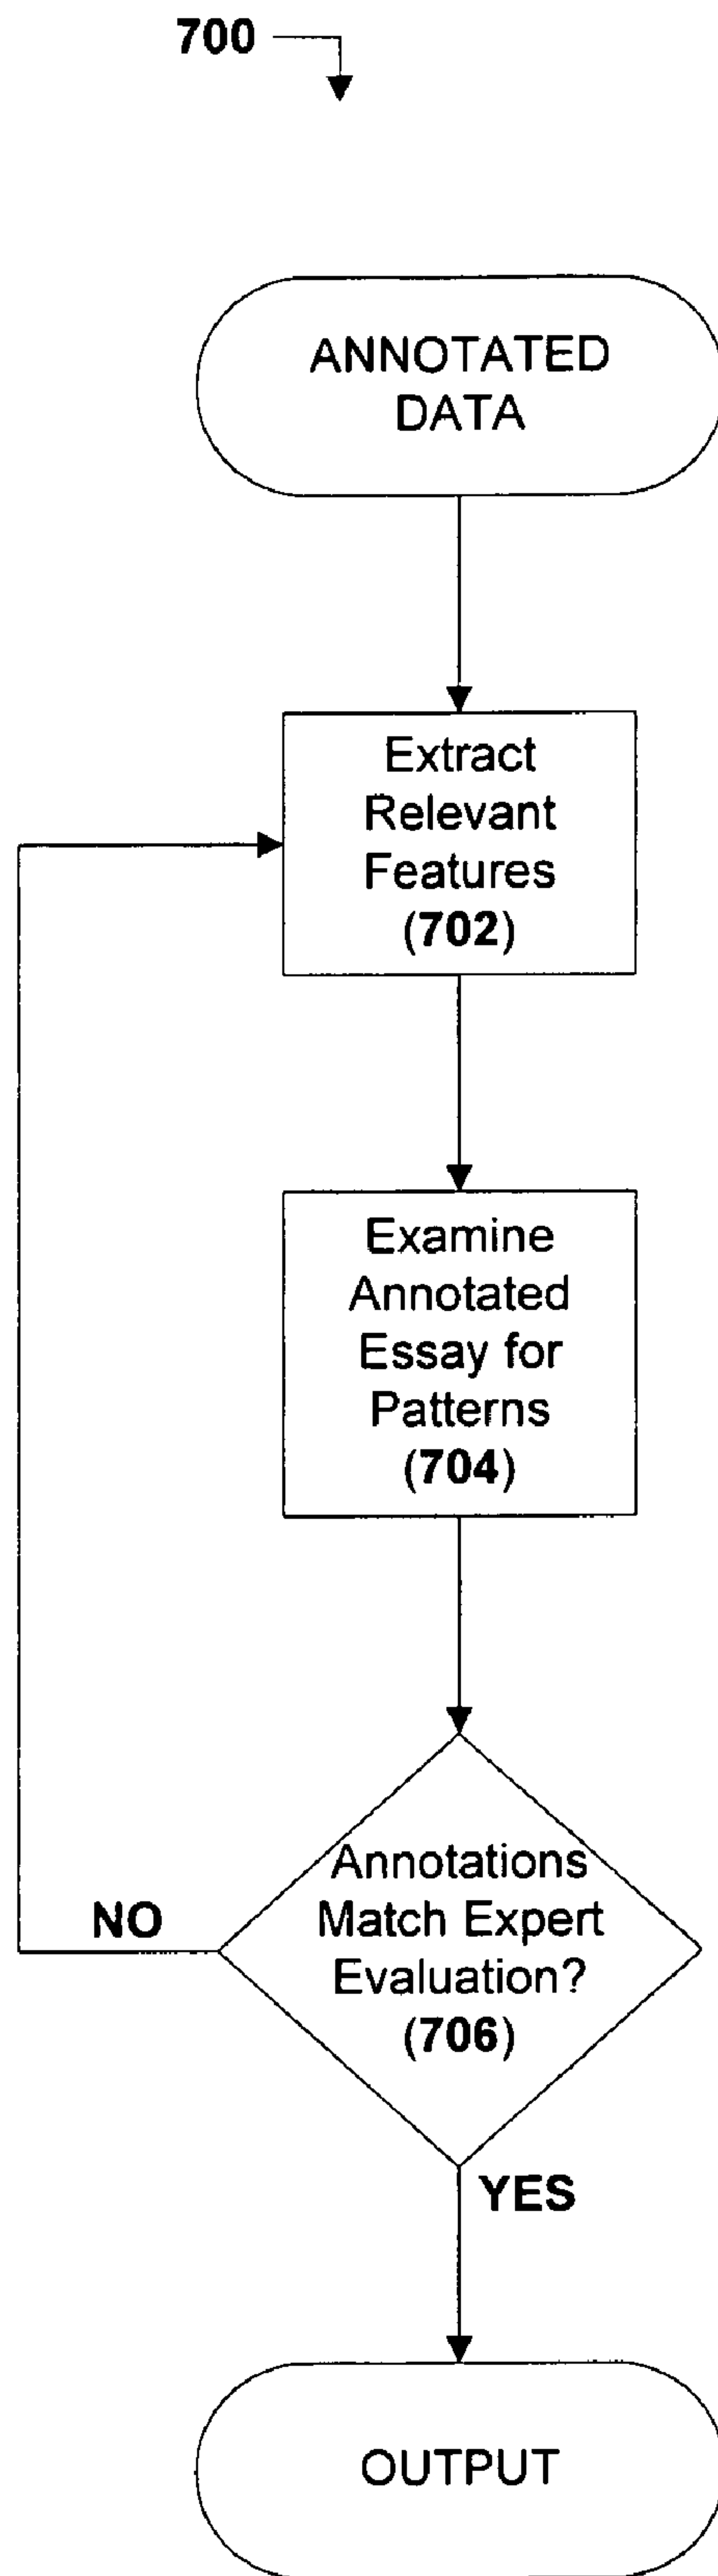 700
ANNOTATED
DATA
Extract
Relevant
Features
(702)
Examine
Annotated
Essay for
Patterns
(704)
Annotations
Match Expert
Evaluation?
(706)
NO
YES
OUTPUT